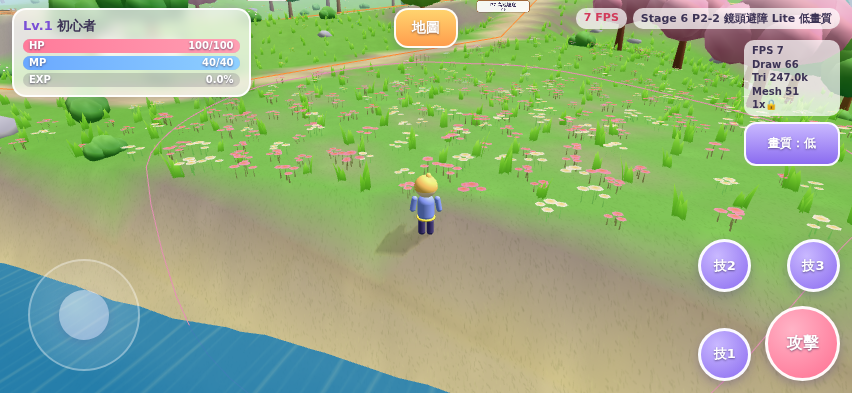 Lv.1 初心者
HP 100/100
MP 40/40
EXP 0.0%
地圖
7 FPS
Stage 6 P2-2 鏡頭避障 Lite 低畫質
FPS 7
Draw 66
Tri 247.0k
Mesh 51
1x🔒
畫質：低
技2
技3
技1
攻擊